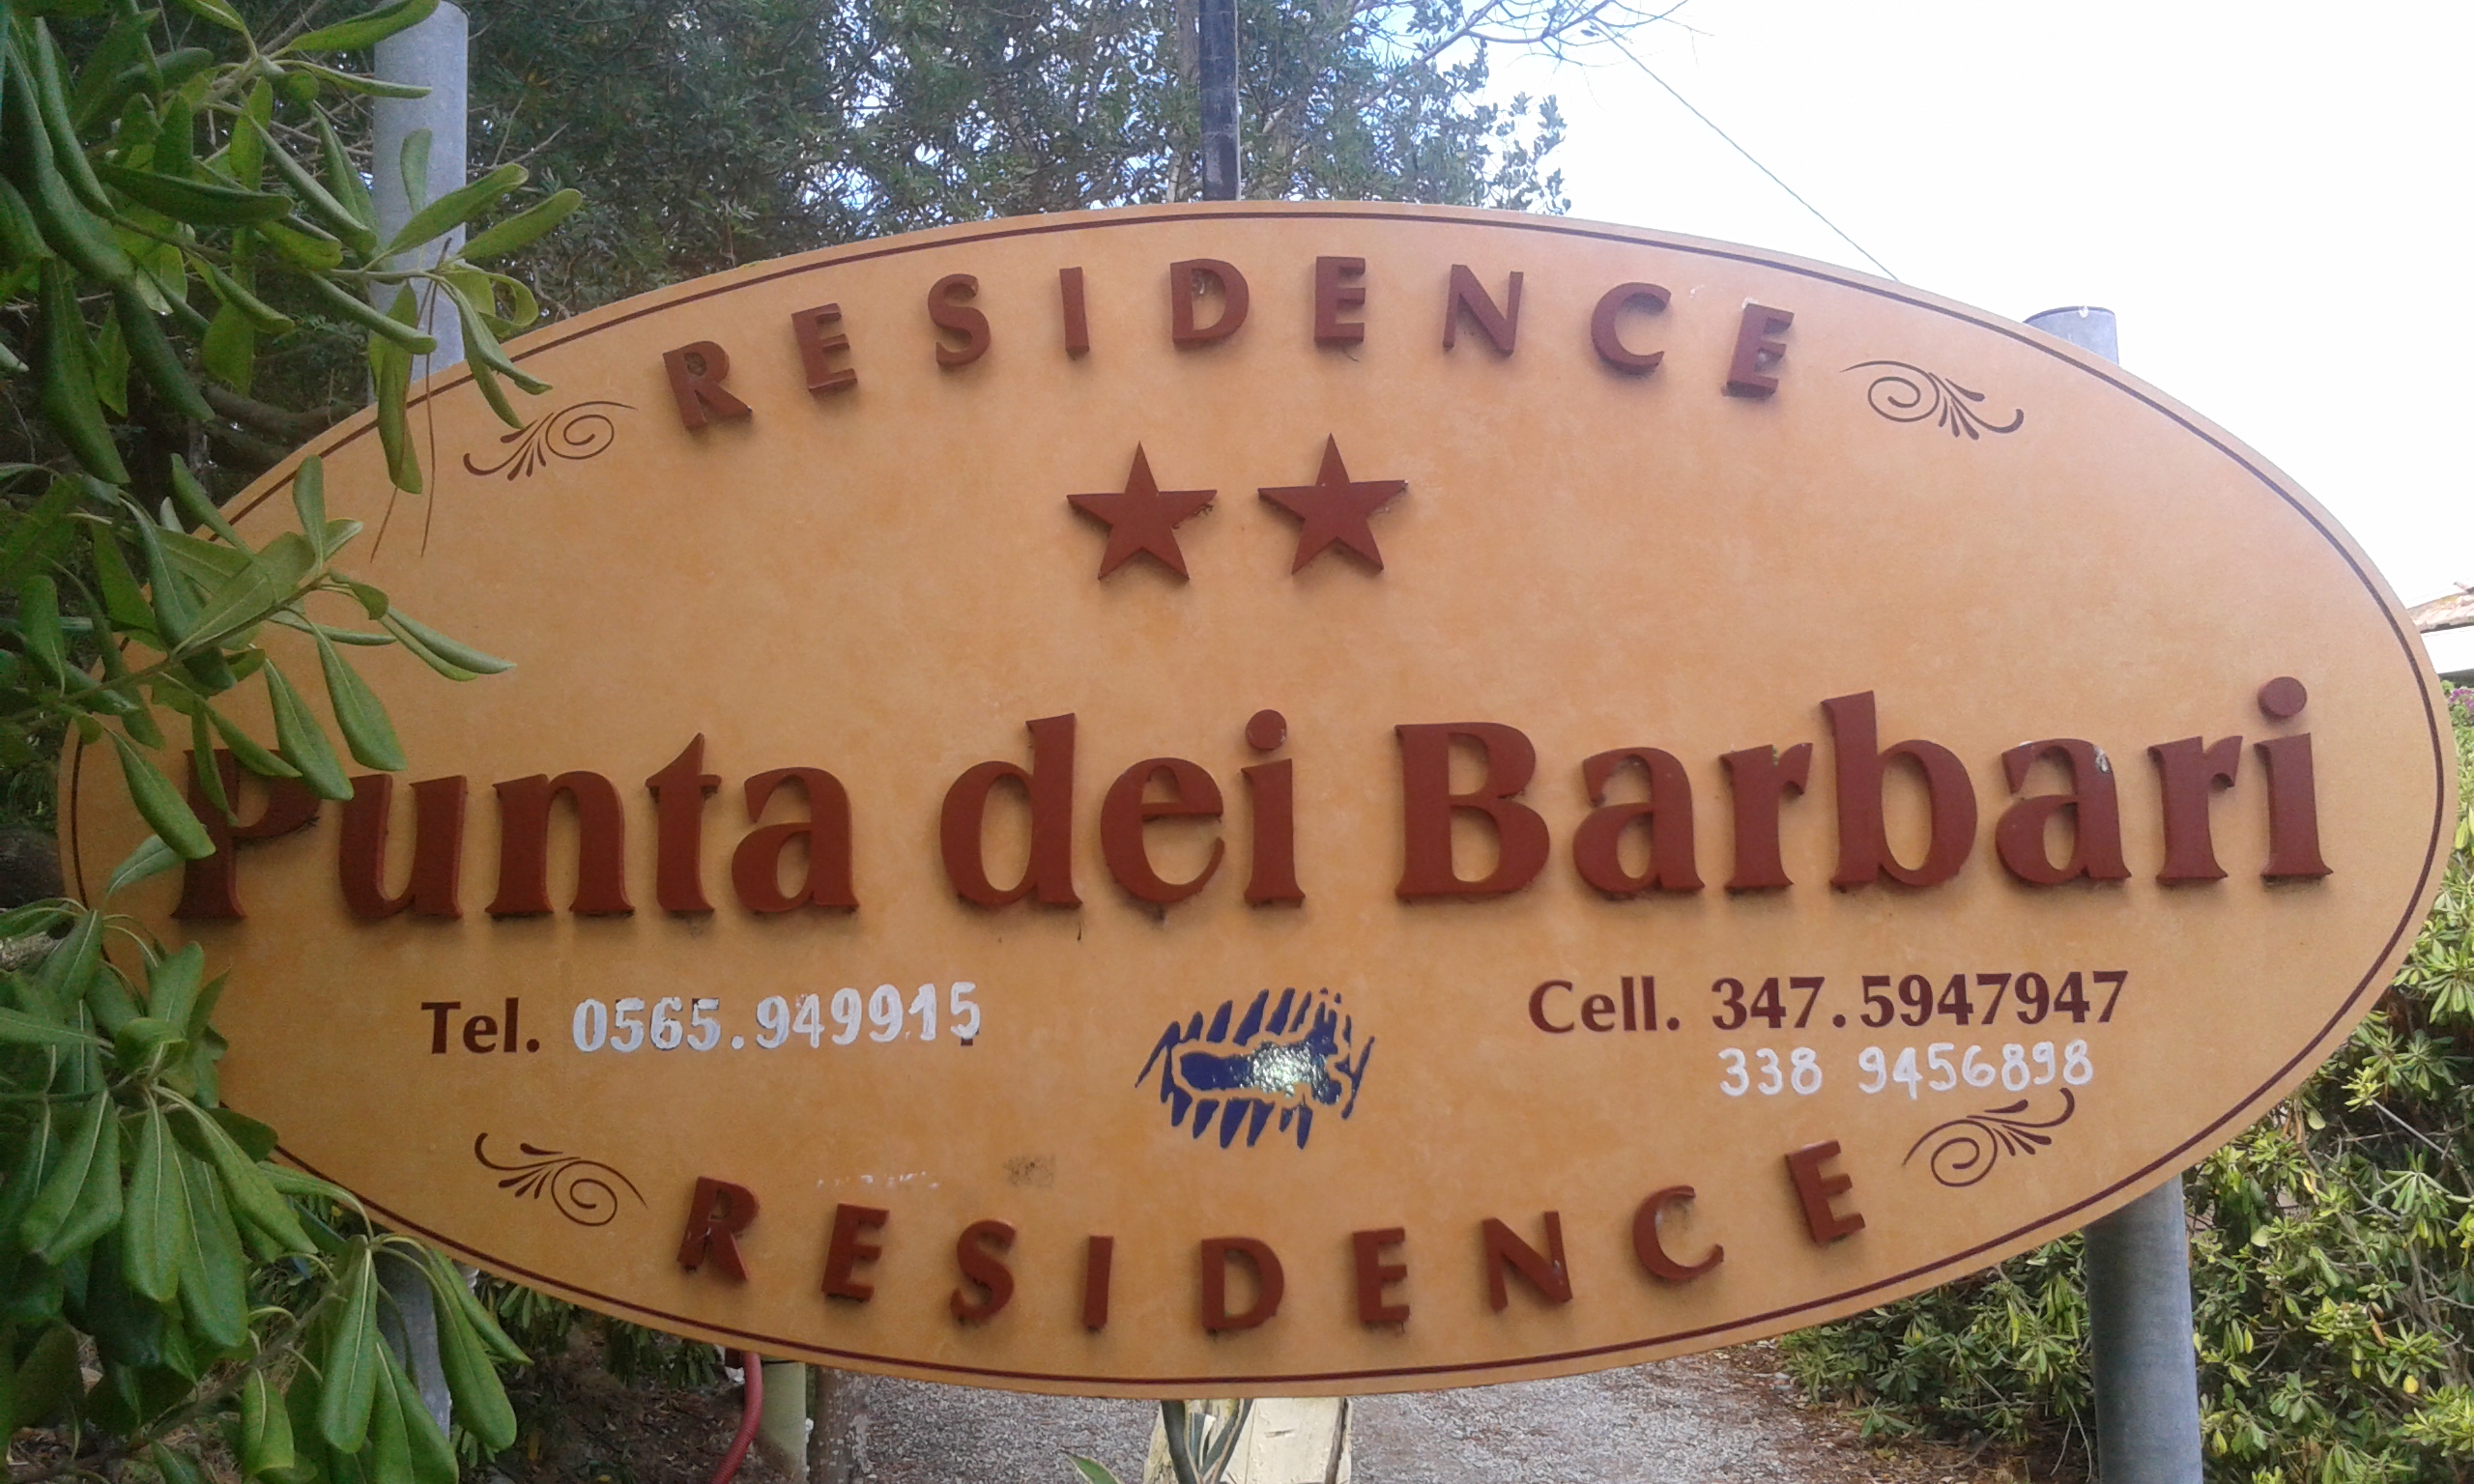 RESIDENCE
Punta dei Barbari
Tel. 0565.949915
Cell. 347.5947947
338 9456898
RESIDENCE